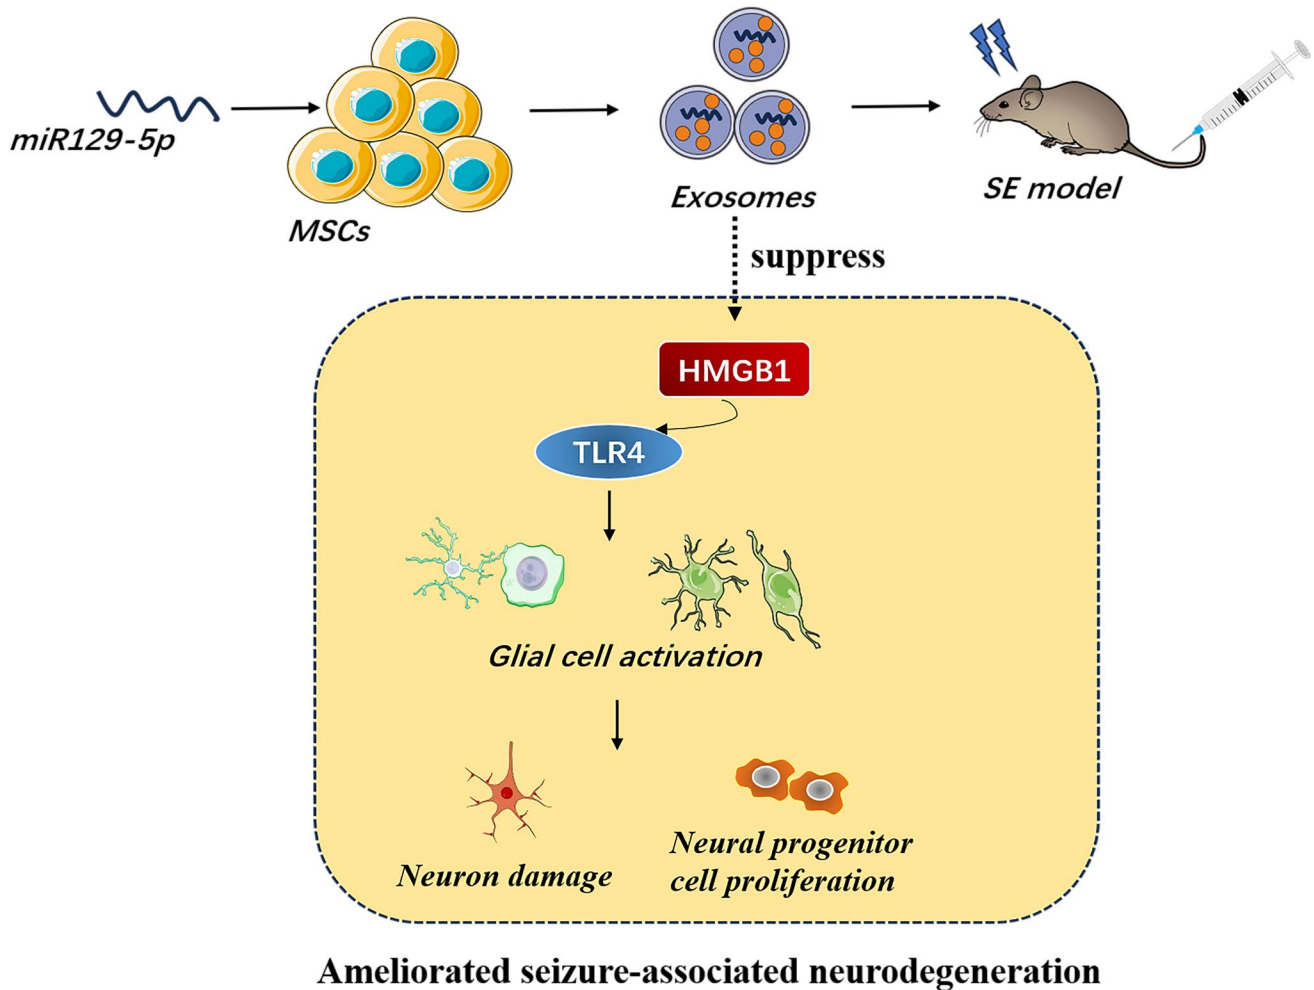 miR129-5p
MSCs
Exosomes
SE model
suppress
HMGB1
TLR4
Glial cell activation
Neuron damage
Neural progenitor
cell proliferation
Ameliorated seizure-associated neurodegeneration